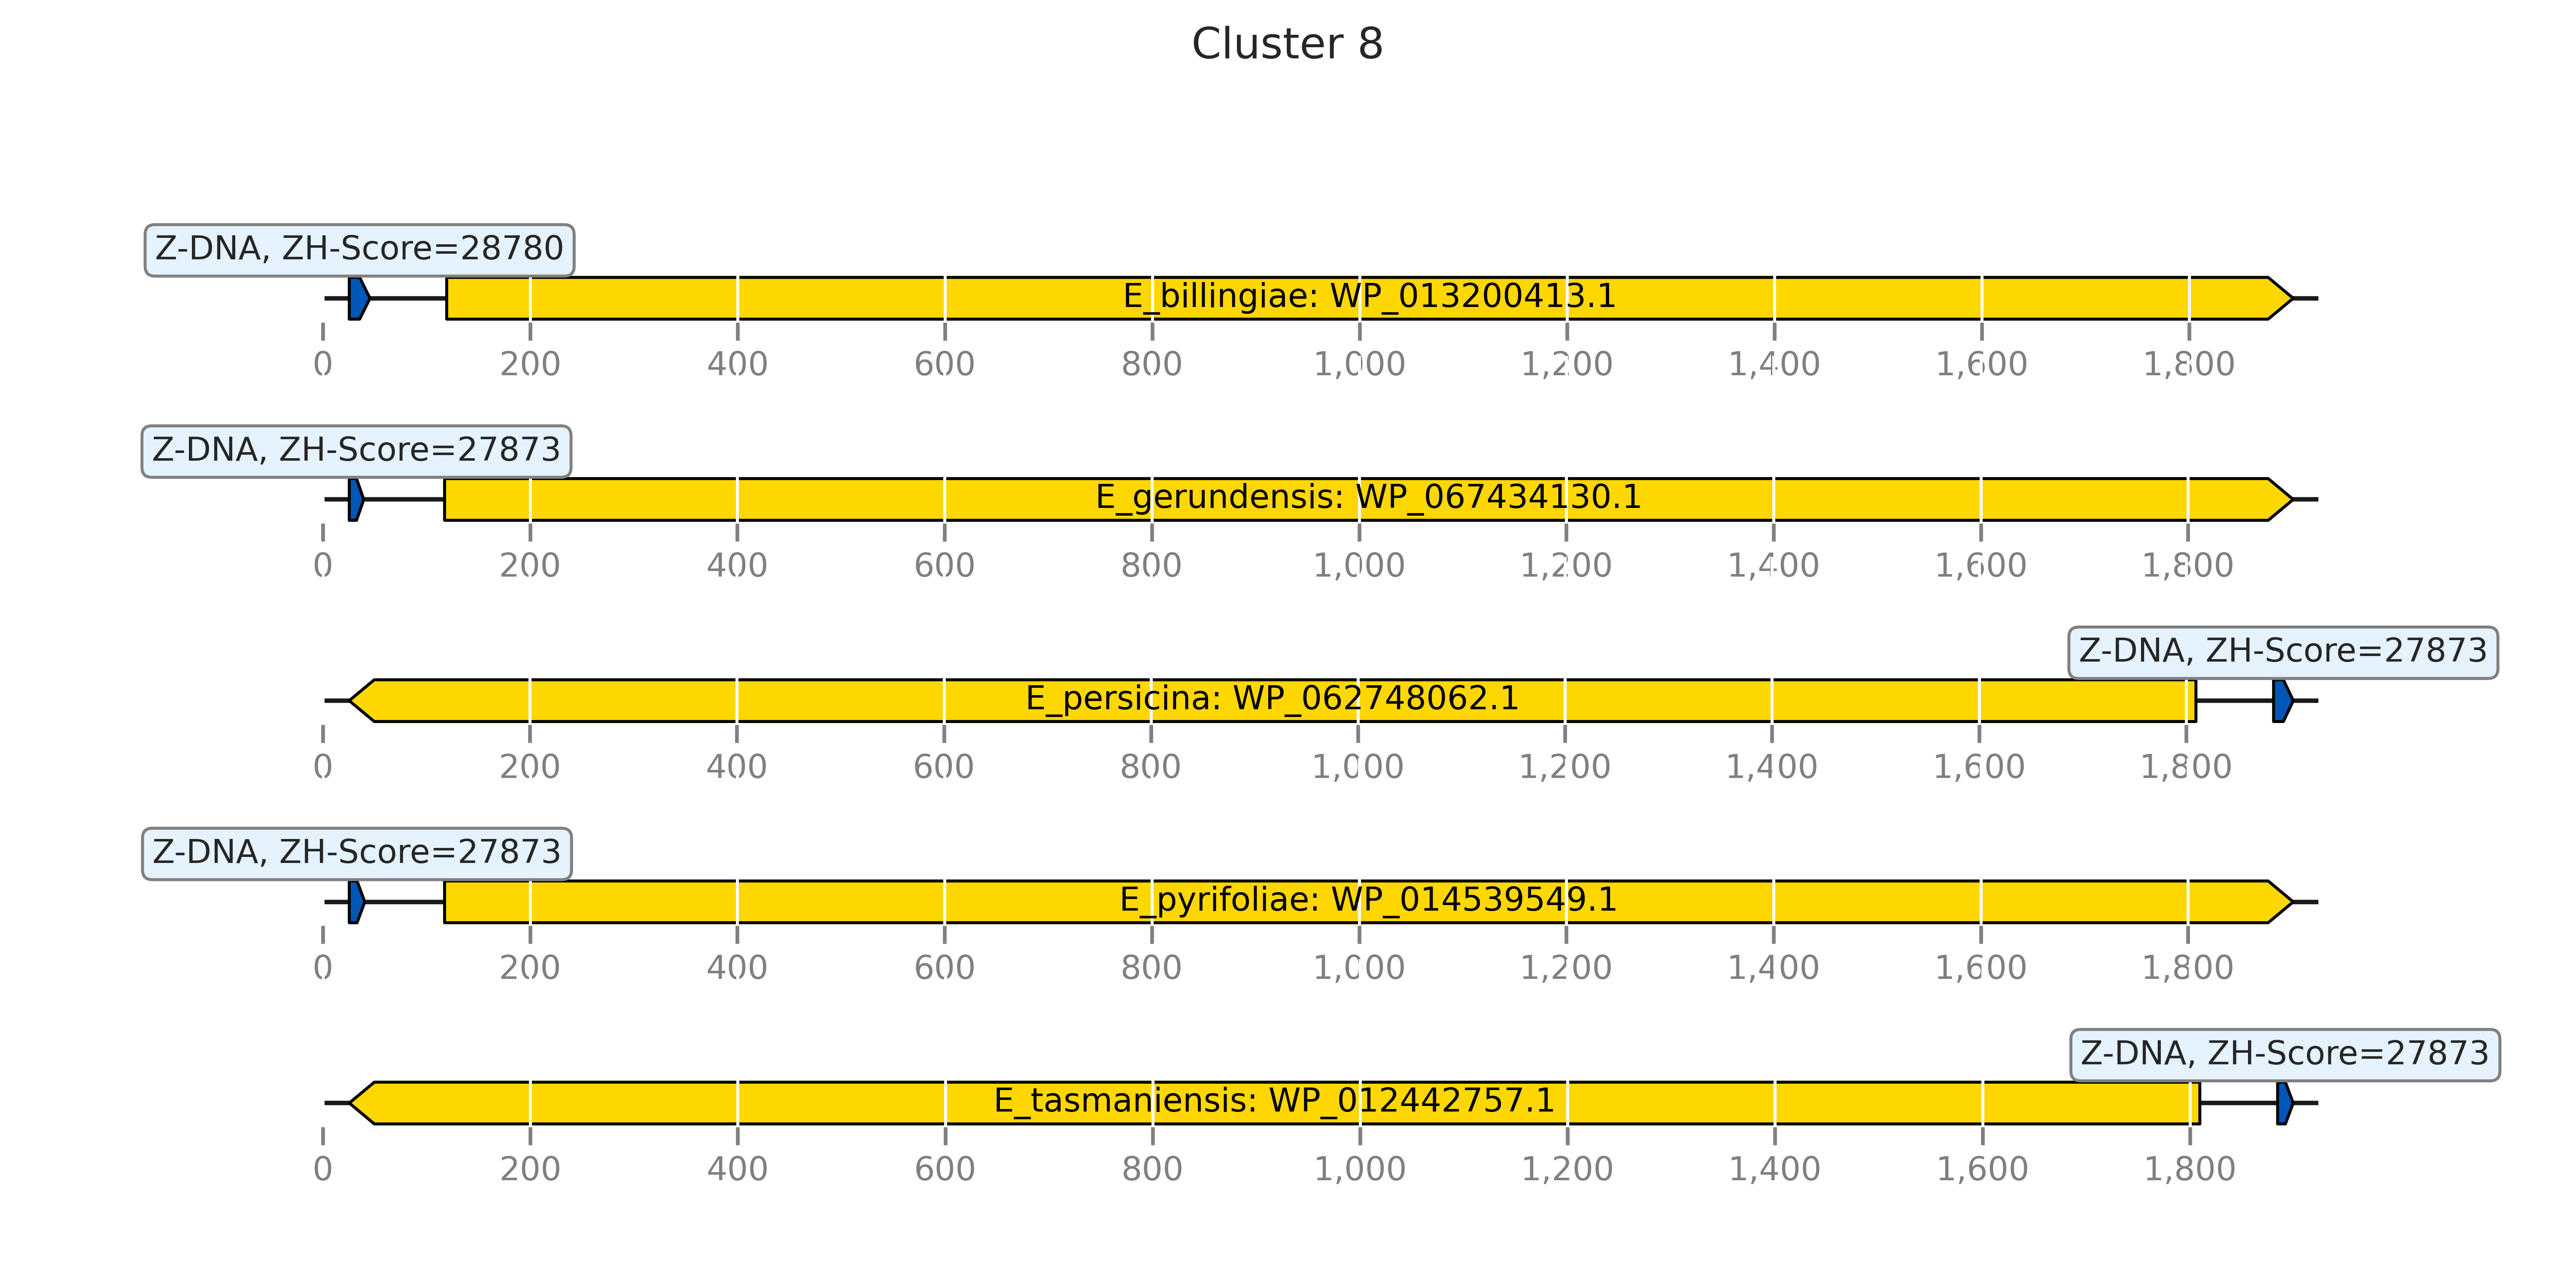 Cluster 8
Z-DNA, ZH-Score=28780
E_billingiae: WP_013200413.1
0 200 400 600 800 1,000 1,200 1,400 1,600 1,800
Z-DNA, ZH-Score=27873
E_gerundensis: WP_067434130.1
0 200 400 600 800 1,000 1,200 1,400 1,600 1,800
Z-DNA, ZH-Score=27873
E_persicina: WP_062748062.1
0 200 400 600 800 1,000 1,200 1,400 1,600 1,800
Z-DNA, ZH-Score=27873
E_pyrifoliae: WP_014539549.1
0 200 400 600 800 1,000 1,200 1,400 1,600 1,800
Z-DNA, ZH-Score=27873
E_tasmaniensis: WP_012442757.1
0 200 400 600 800 1,000 1,200 1,400 1,600 1,800